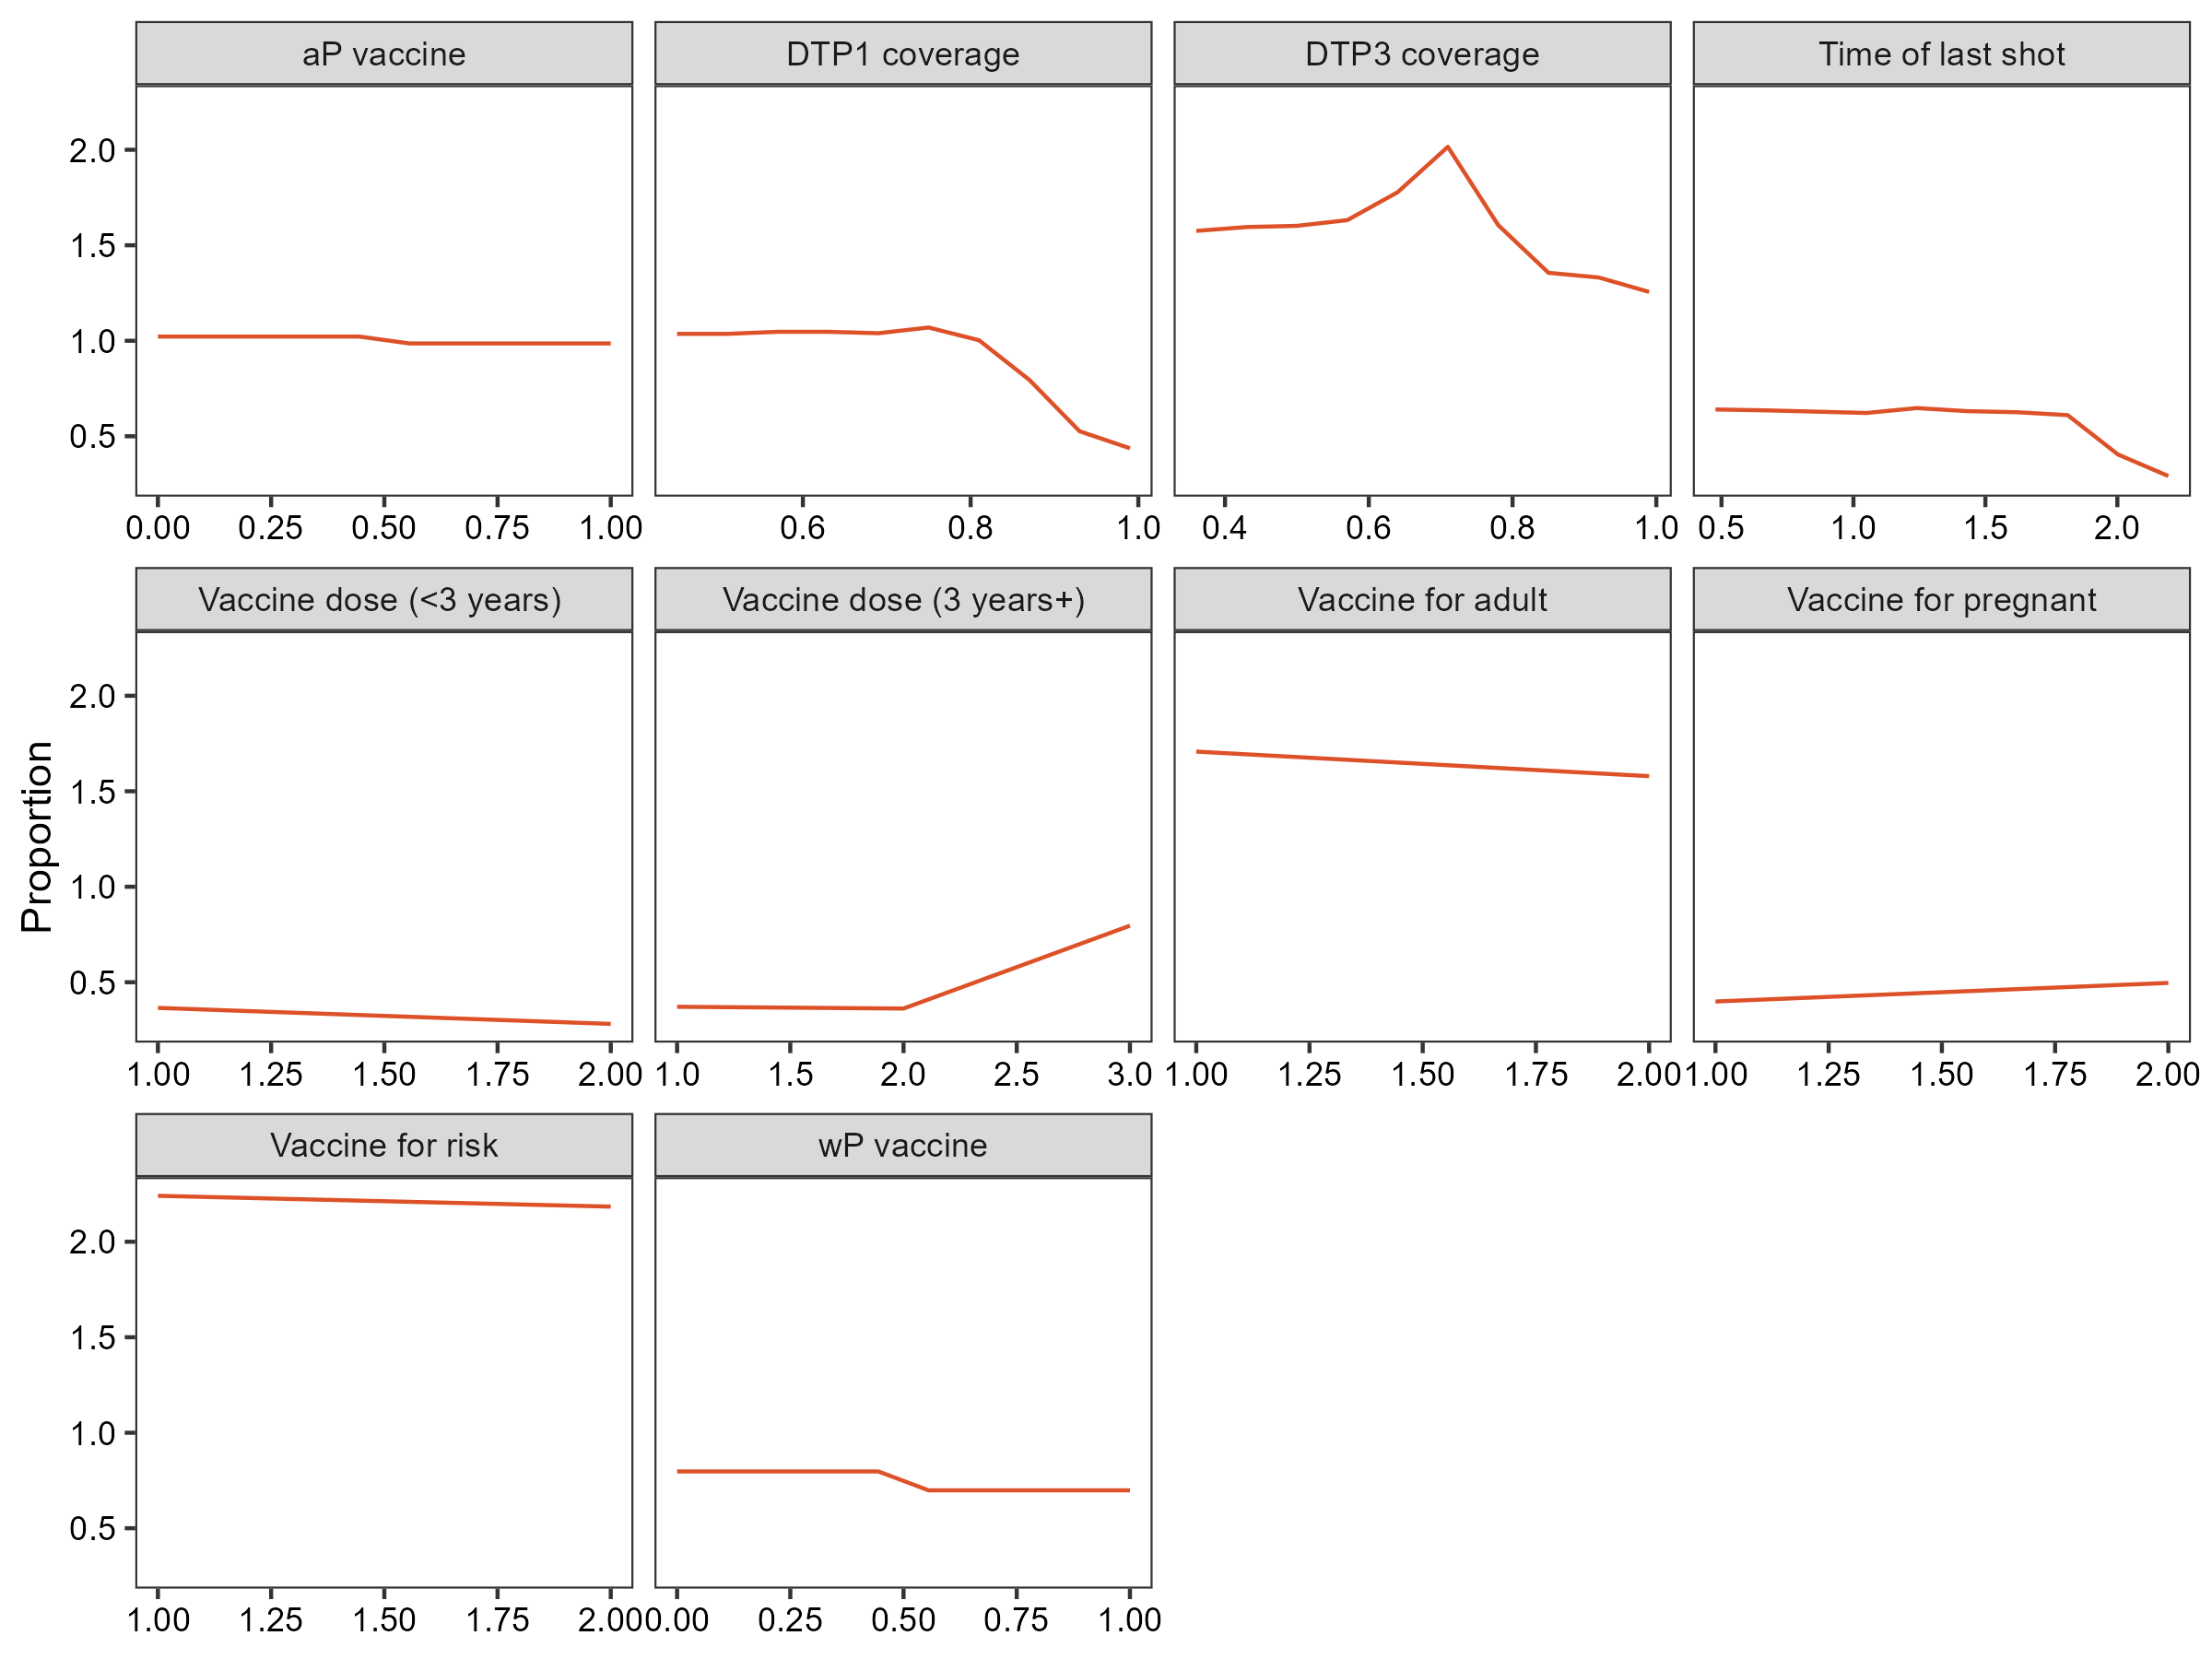 aP vaccine DTP1 coverage DTP3 coverage Time of last shot
2.0
1.5
1.0
0.5
0.00 0.25 0.50 0.75 1.00 0.6 0.8 1.0 0.4 0.6 0.8 1.0 0.5 1.0 1.5 2.0
Vaccine dose (<3 years) Vaccine dose (3 years+) Vaccine for adult Vaccine for pregnant
Proportion
2.0
1.5
1.0
0.5
1.00 1.25 1.50 1.75 2.00 1.0 1.5 2.0 2.5 3.0 1.00 1.25 1.50 1.75 2.00 1.00 1.25 1.50 1.75 2.00
Vaccine for risk wP vaccine
2.0
1.5
1.0
0.5
1.00 1.25 1.50 1.75 2.00 0.00 0.25 0.50 0.75 1.00